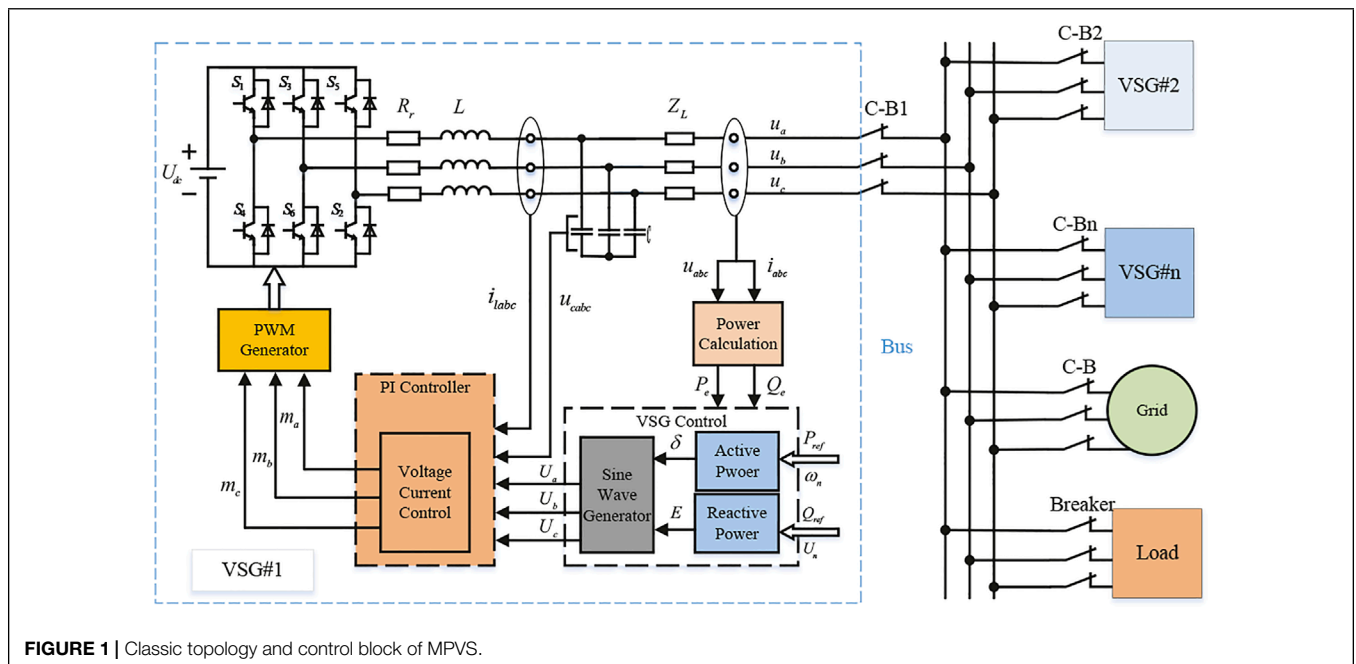 C-B2
VSG#2
S1
S3
S5
Rr
L
ZL
ua
C-B1
ub
uc
Udc
+
−
S4
S6
S2
C-Bn
VSG#n
uabc
iabc
ilabc
ucabc
PWM
Generator
Power
Calculation
Bus
C-B
Grid
PI Controller
Pe
Qe
VSG Control
ma
mb
mc
Voltage
Current
Control
Ua
Ub
Uc
Sine
Wave
Generator
δ
E
Active
Pwoer
Reactive
Power
Pref
ωn
Qref
Un
Breaker
Load
VSG#1
FIGURE 1 | Classic topology and control block of MPVS.